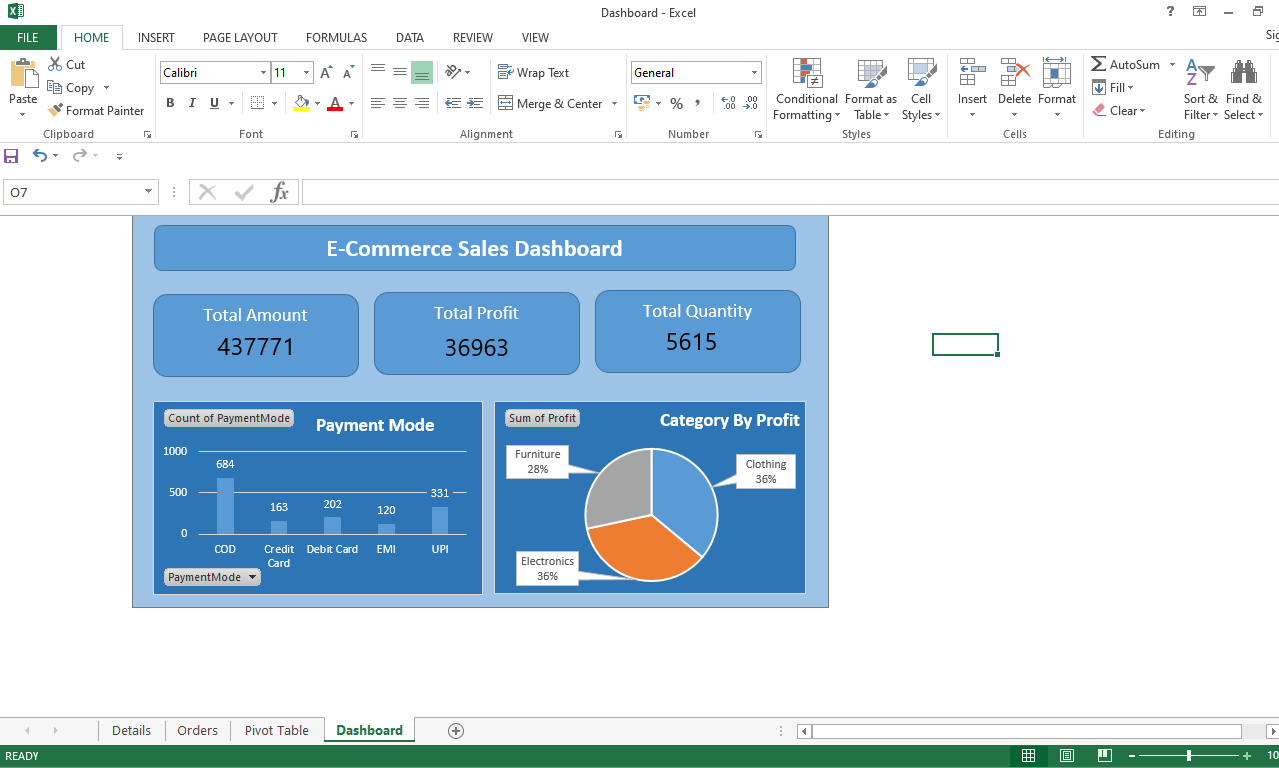 Dashboard - Excel
?
Sig
FILE HOME INSERT PAGE LAYOUT FORMULAS DATA REVIEW VIEW
Paste
Cut
Copy
Format Painter
Clipboard
Calibri 11
B I U
Font
Wrap Text
Merge & Center
Alignment
General
%
Number
Conditional Formatting
Format as Table
Cell Styles
Styles
Insert Delete Format
Cells
AutoSum
Fill
Clear
Sort & Filter
Find & Select
Editing
O7
fx
E-Commerce Sales Dashboard
Total Amount
437771
Total Profit
36963
Total Quantity
5615
Count of PaymentMode
Payment Mode
1000
500
0
684
163
202
120
331
COD
Credit Card
Debit Card
EMI
UPI
PaymentMode
Sum of Profit
Category By Profit
Furniture
28%
Clothing
36%
Electronics
36%
Details Orders Pivot Table Dashboard
READY
10